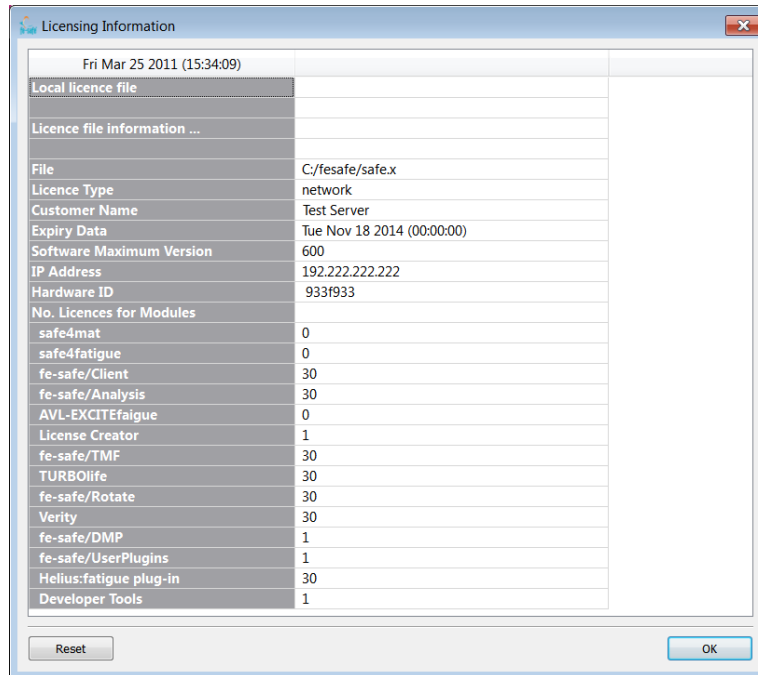 Licensing Information
Fri Mar 25 2011 (15:34:09)
Local licence file
Licence file information ...
File C:/fesafe/safe.x
Licence Type network
Customer Name Test Server
Expiry Data Tue Nov 18 2014 (00:00:00)
Software Maximum Version 600
IP Address 192.222.222.222
Hardware ID 933f933
No. Licences for Modules
safe4mat 0
safe4fatigue 0
fe-safe/Client 30
fe-safe/Analysis 30
AVL-EXCITEfaigue 0
License Creator 1
fe-safe/TMF 30
TURBOlife 30
fe-safe/Rotate 30
Verity 30
fe-safe/DMP 1
fe-safe/UserPlugins 1
Helius:fatigue plug-in 30
Developer Tools 1
Reset OK